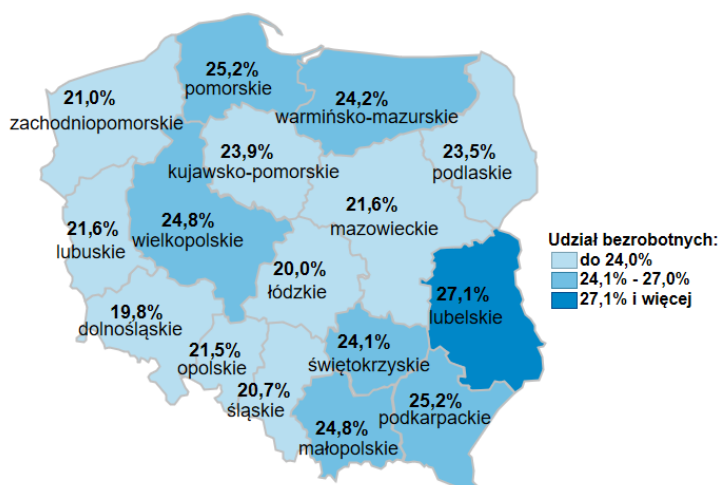 25,2%
pomorskie
24,2%
warmińsko-mazurskie
21,0%
zachodniopomorskie
23,9%
kujawsko-pomorskie
23,5%
podlaskie
21,6%
mazowieckie
24,8%
wielkopolskie
21,6%
lubuskie
20,0%
łódzkie
27,1%
lubelskie
19,8%
dolnośląskie
21,5%
opolskie
24,1%
świętokrzyskie
20,7%
śląskie
24,8%
małopolskie
25,2%
podkarpackie
Udział bezrobotnych:
do 24,0%
24,1% - 27,0%
27,1% i więcej